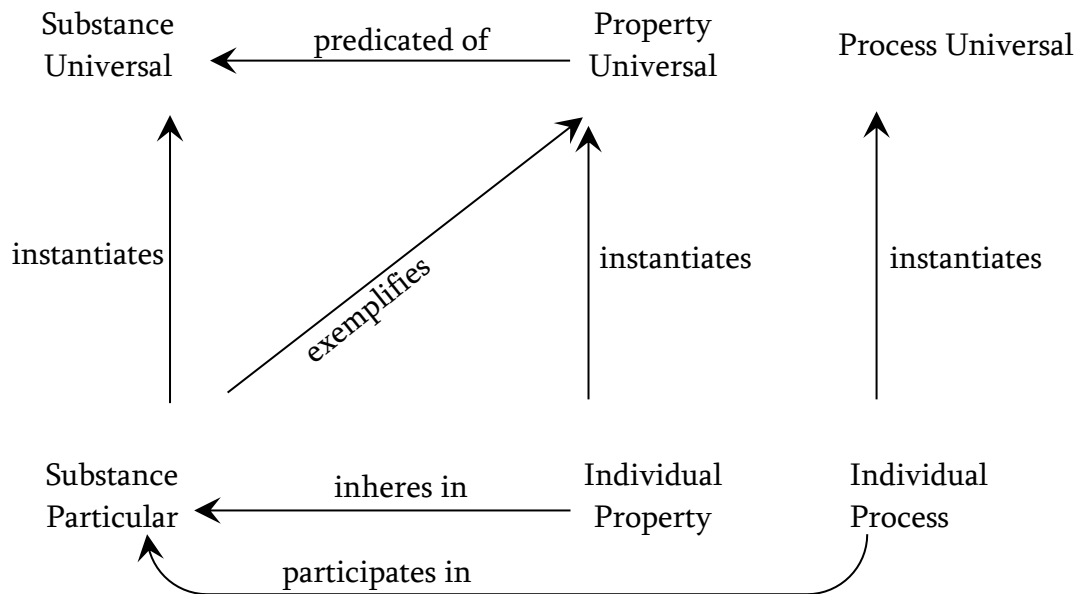 Substance
Universal
predicated of
Property
Universal
Process Universal
instantiates
exemplifies
instantiates
instantiates
Substance
Particular
inheres in
Individual
Property
Individual
Process
participates in